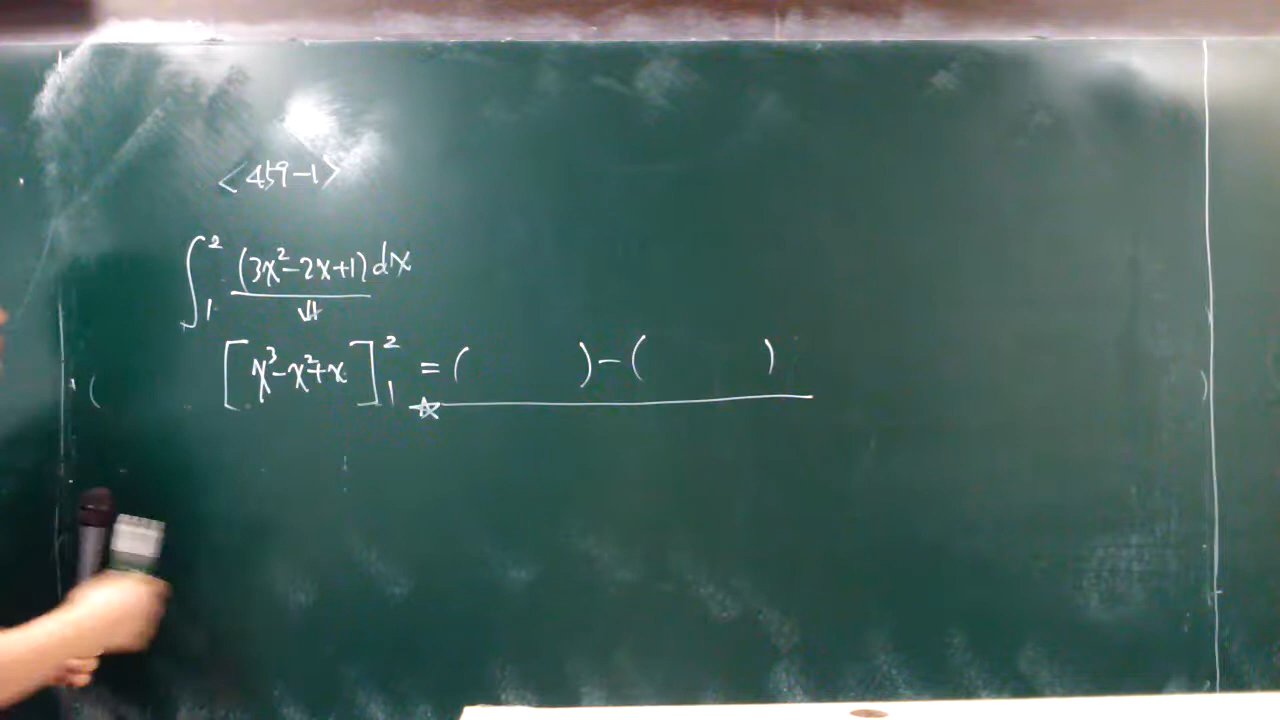 <459-1>
∫₁² (3x²-2x+1)dx
[x³-x²+x]₁² = ( )-( )